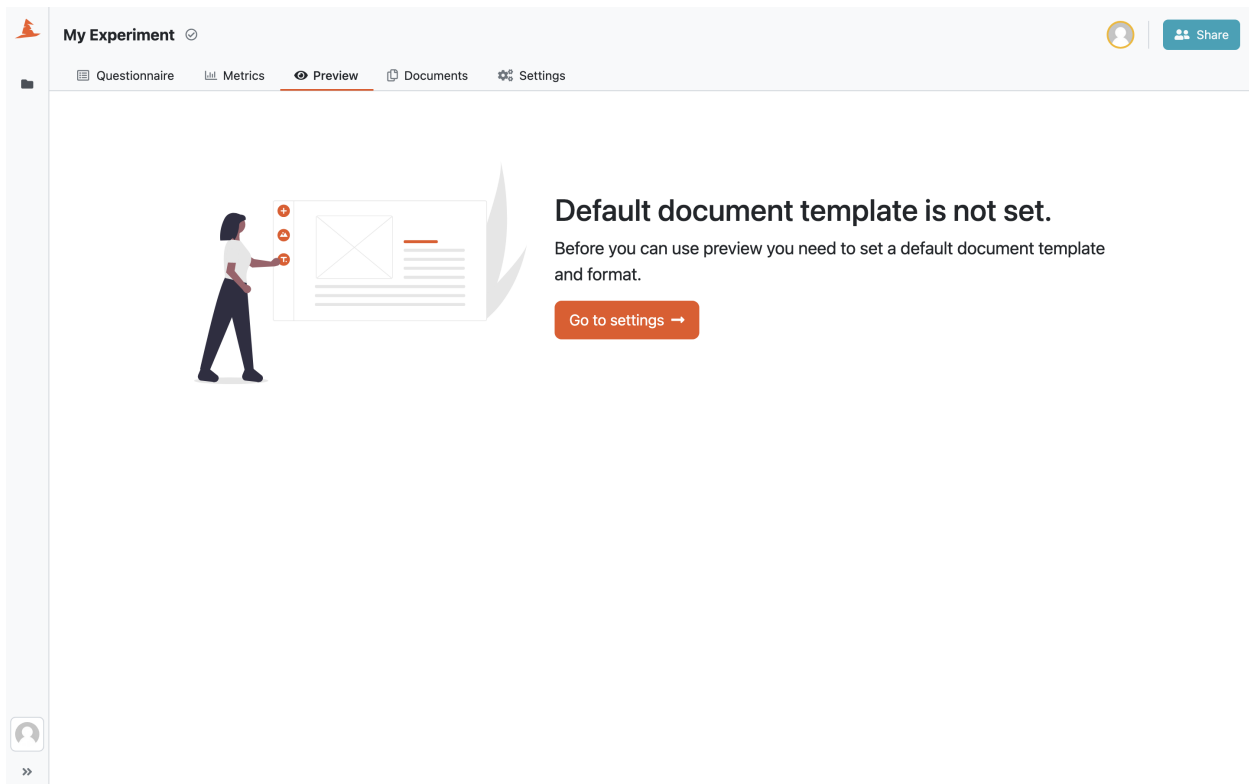 My Experiment
Share
Questionnaire
Metrics
Preview
Documents
Settings
Default document template is not set.
Before you can use preview you need to set a default document template
and format.
Go to settings